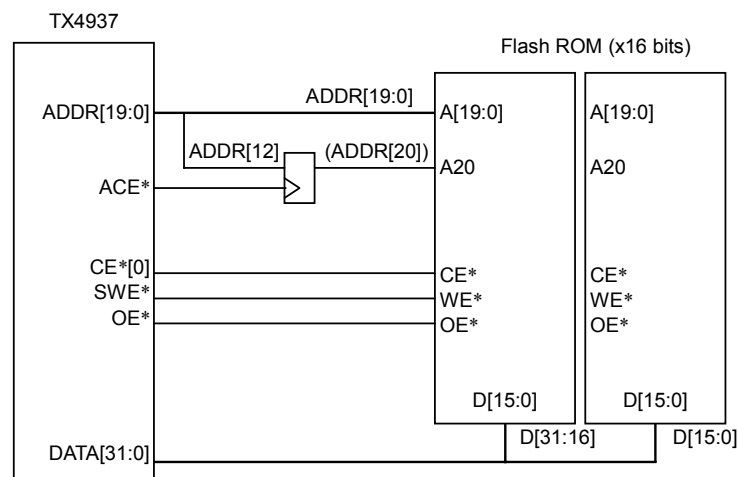 TX4937
Flash ROM (x16 bits)
ADDR[19:0]
ADDR[19:0]
A[19:0]
A[19:0]
ADDR[12]
(ADDR[20])
A20
A20
ACE*
CE*[0]
CE*
CE*
SWE*
WE*
WE*
OE*
OE*
OE*
D[15:0]
D[15:0]
D[31:16]
D[15:0]
DATA[31:0]